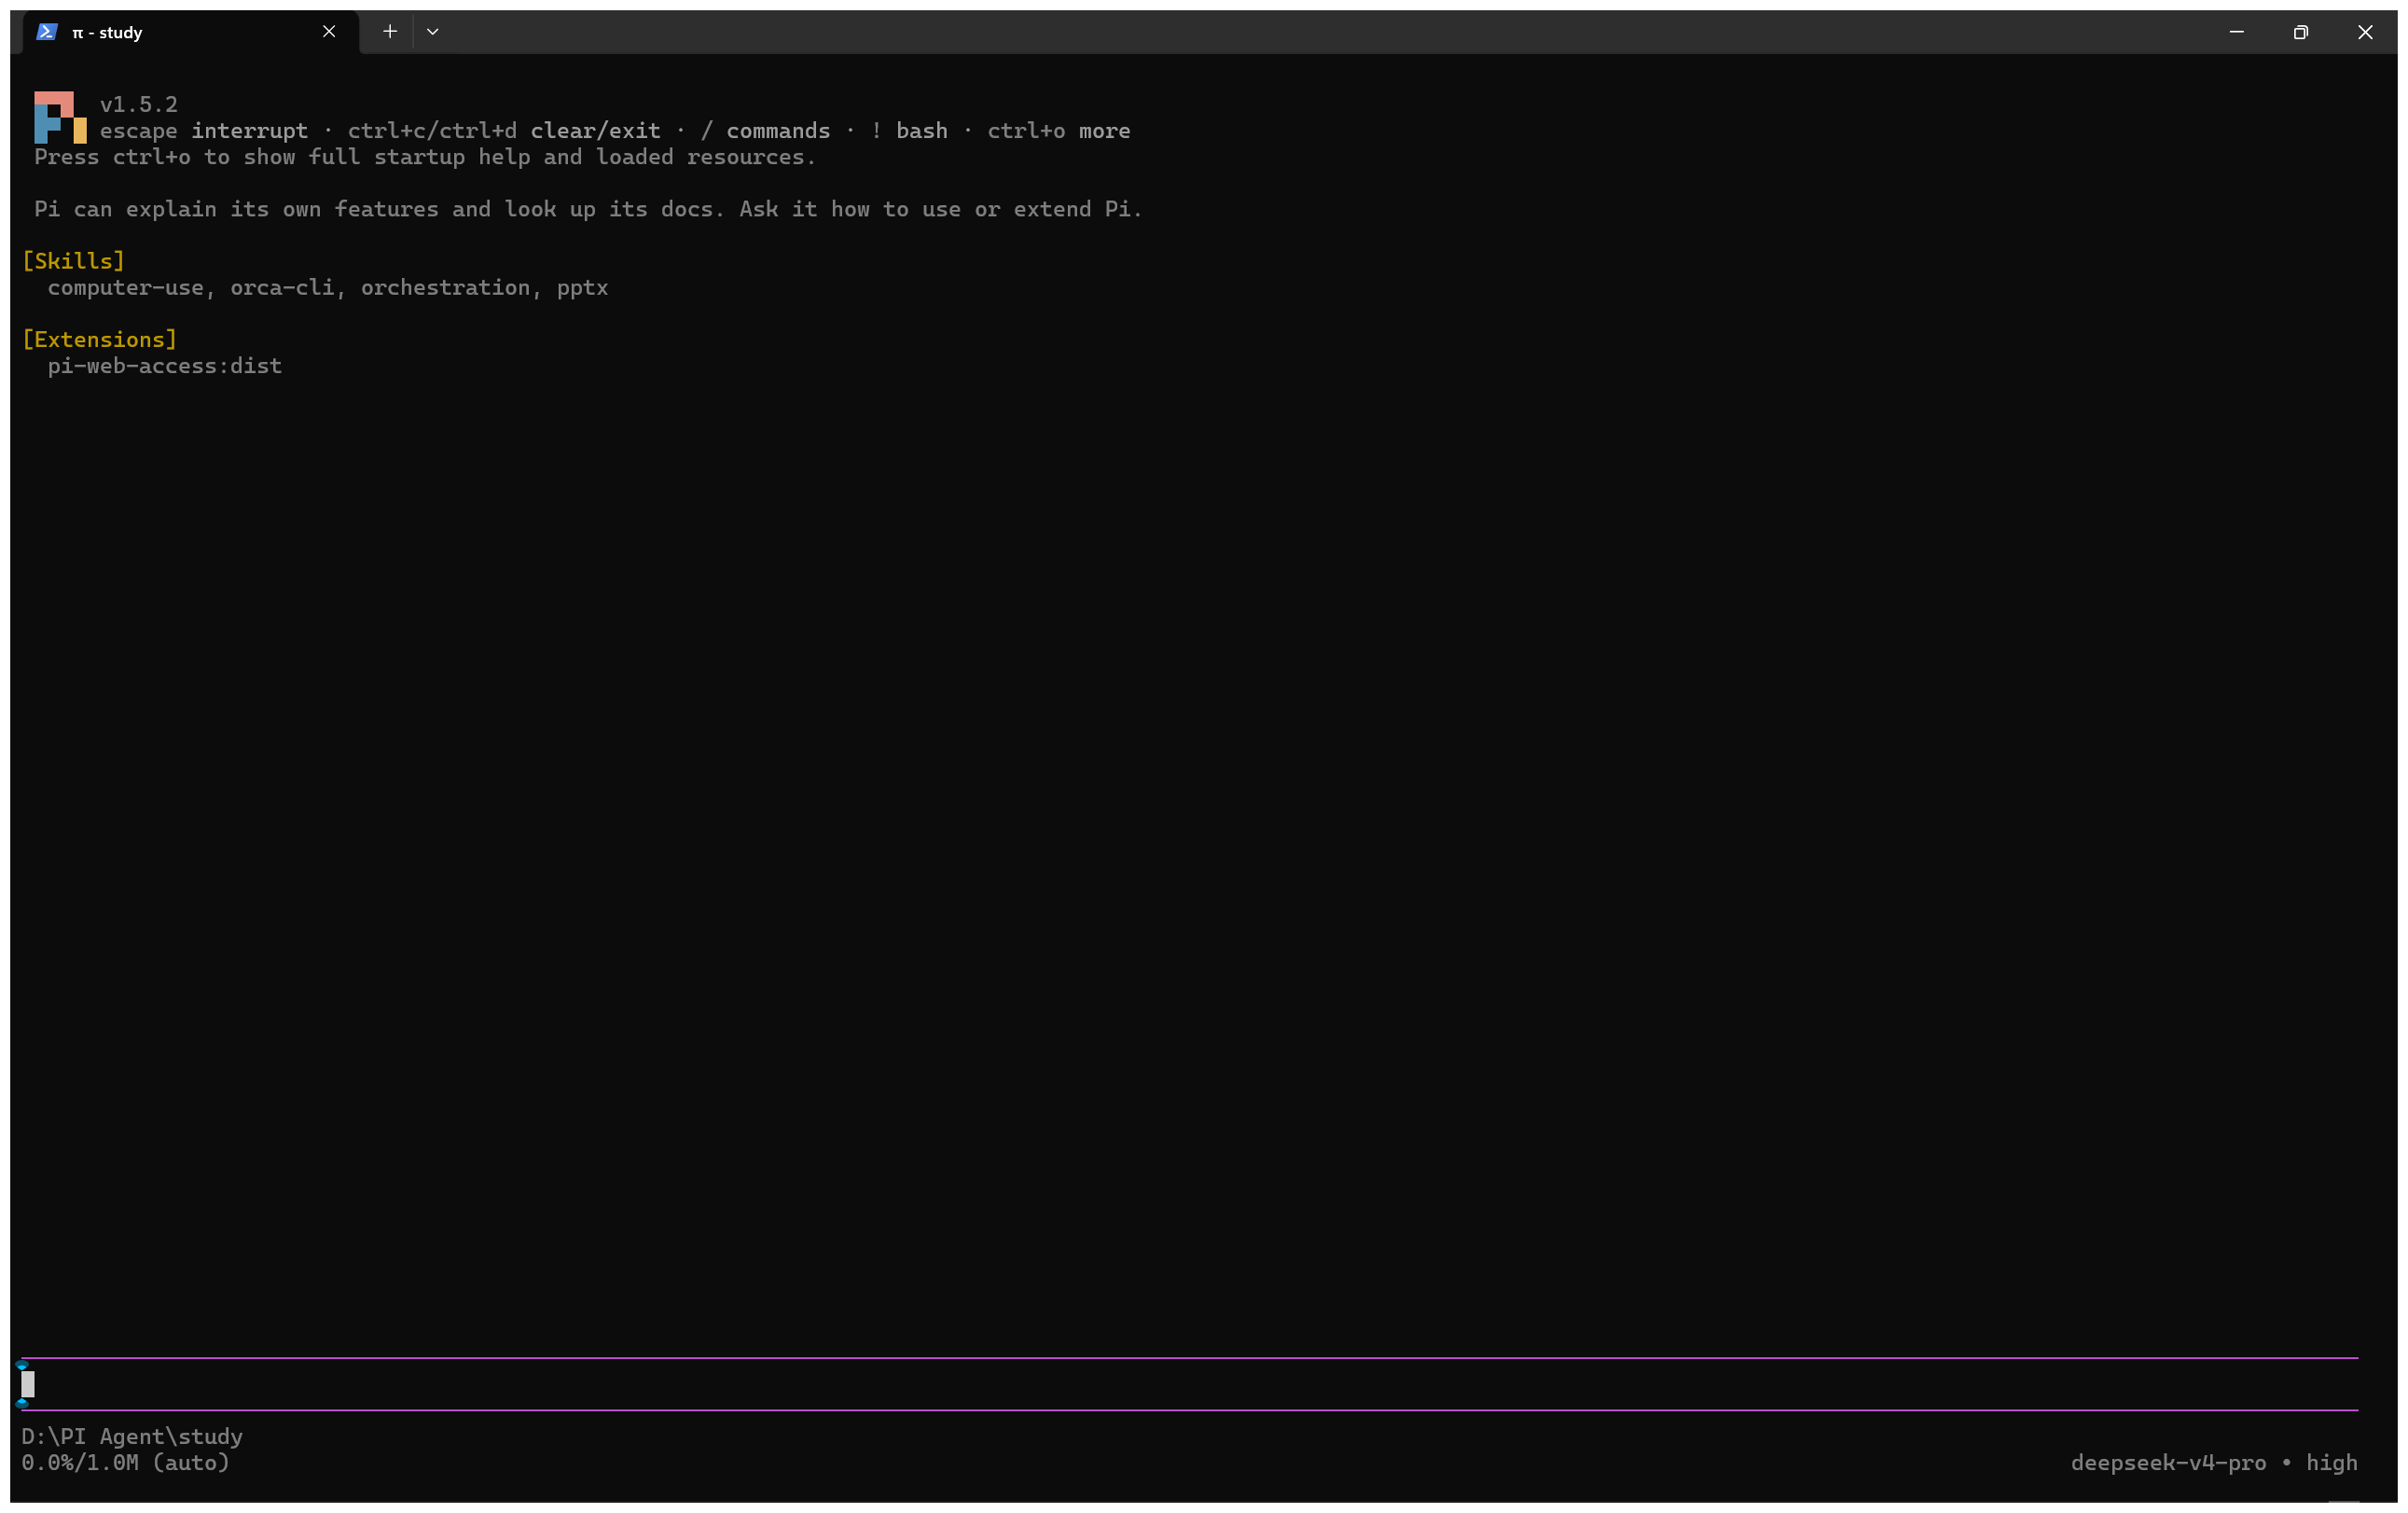 π - study
v1.5.2
escape interrupt · ctrl+c/ctrl+d clear/exit · / commands · ! bash · ctrl+o more
Press ctrl+o to show full startup help and loaded resources.
Pi can explain its own features and look up its docs. Ask it how to use or extend Pi.
[Skills]
computer-use, orca-cli, orchestration, pptx
[Extensions]
pi-web-access:dist
D:\PI Agent\study
0.0%/1.0M (auto)
deepseek-v4-pro • high